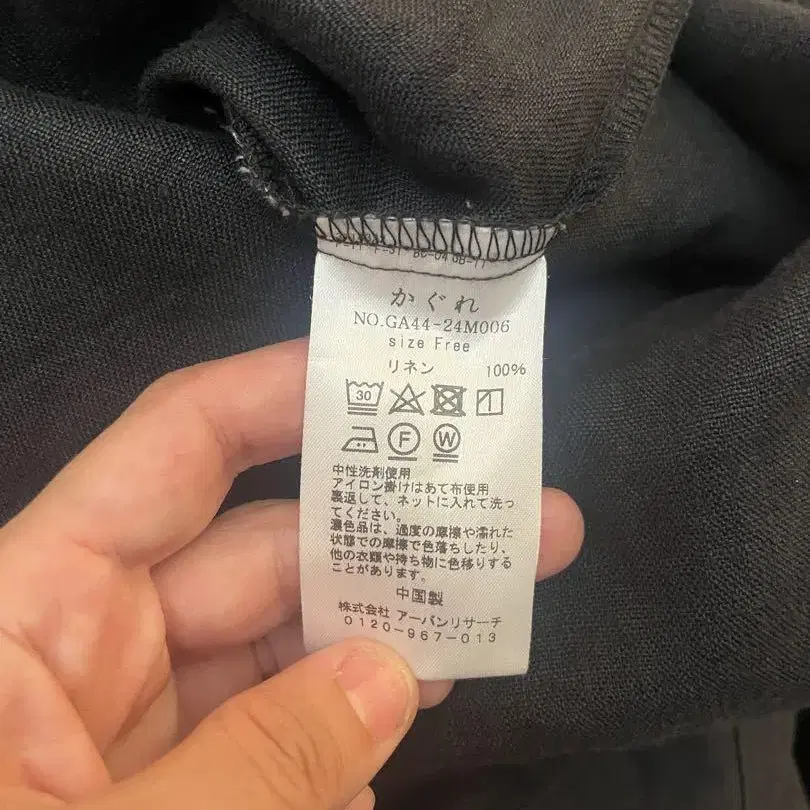 かぐれ
NO.GA44-24M006
size Free
リネン 100%
30
F W
中性洗剤使用
アイロン掛けはあて布使用
裏返して、ネットに入れて洗っ
てください。
濃色品は、過度の摩擦や濡れた
状態での摩擦で色落ちしたり、
他の衣類や持ち物に色移りする
ことがあります。
中国製
株式会社 アーバンリサーチ
0120-967-013